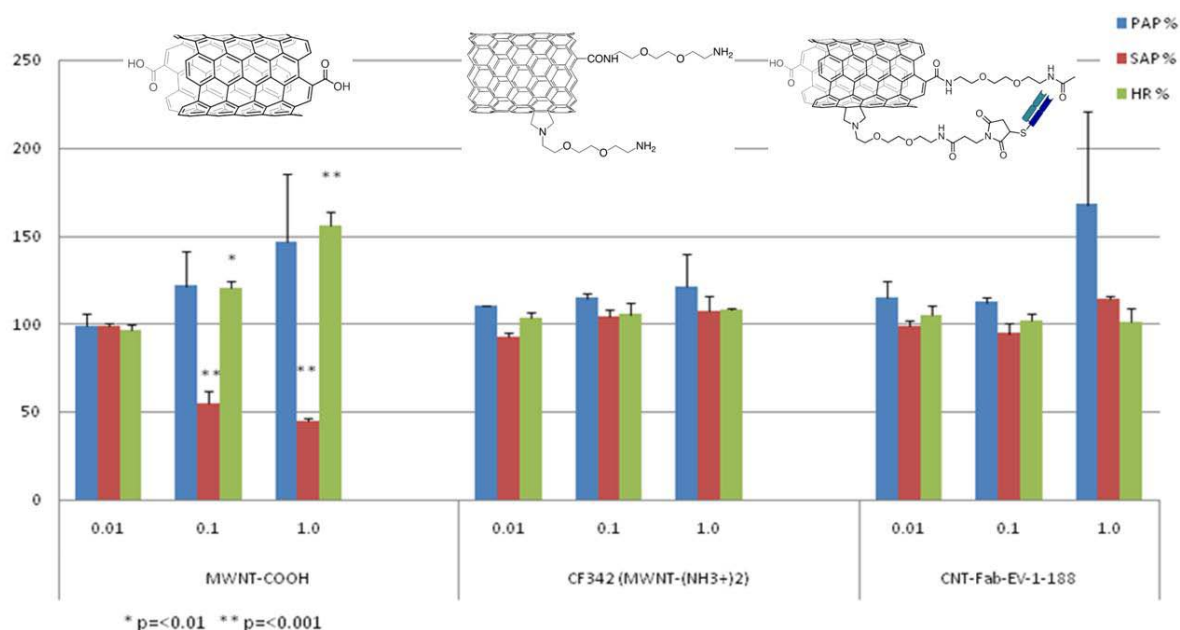 PAP %
SAP %
HR %
250
200
150
100
50
0
HO
O
O
OH
CONH
O
O
NH2
N
O
O
NH2
HO
O
O
N
H
O
O
H
N
O
N
O
O
H
N
O
N
O
O
S
**
*
**
**
0.01 0.1 1.0 0.01 0.1 1.0 0.01 0.1 1.0
MWNT-COOH CF342 (MWNT-(NH3+)2) CNT-Fab-EV-1-188
* p=<0.01 ** p=<0.001